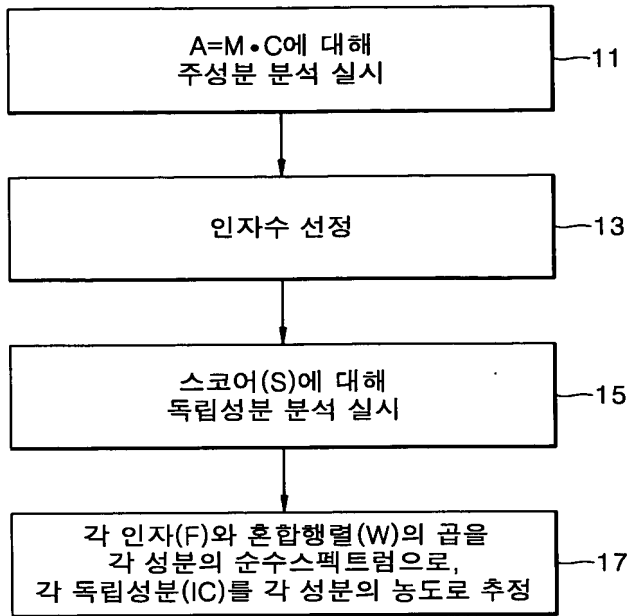 A=M•C에 대해
주성분 분석 실시
11
인자수 선정
13
스코어(S)에 대해
독립성분 분석 실시
15
각 인자(F)와 혼합행렬(W)의 곱을
각 성분의 순수스펙트럼으로,
각 독립성분(IC)를 각 성분의 농도로 추정
17